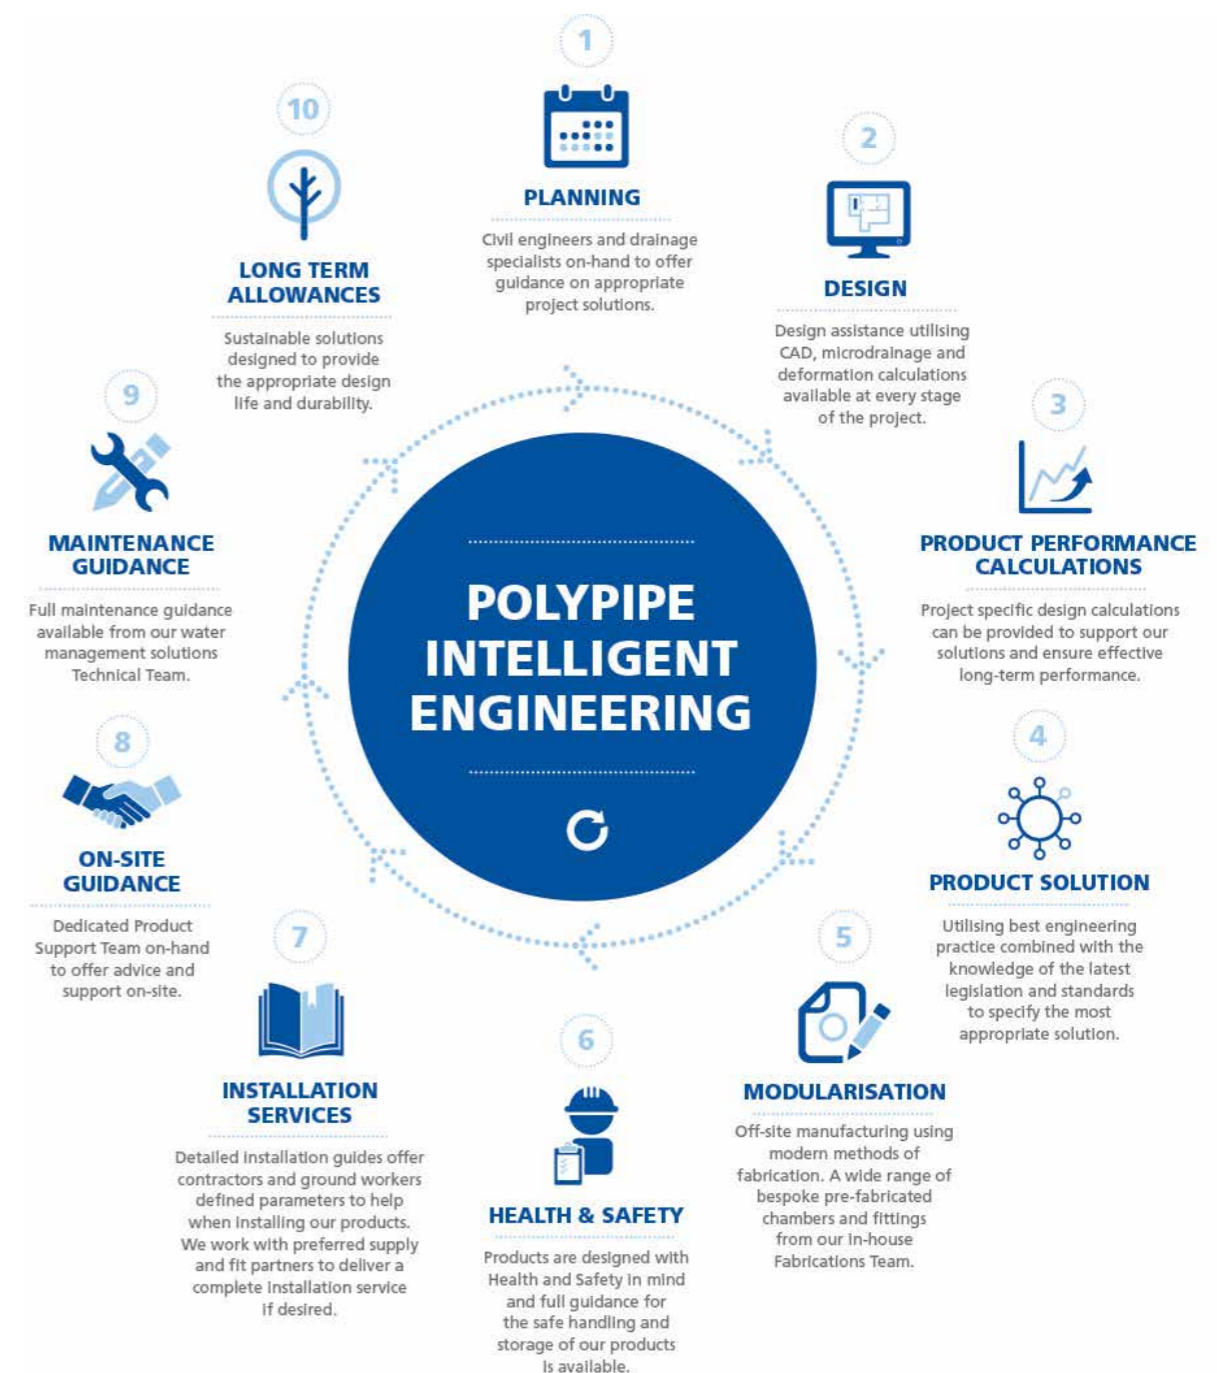 POLYPIPE
INTELLIGENT
ENGINEERING
1
PLANNING
Civil engineers and drainage
specialists on-hand to offer
guidance on appropriate
project solutions.
2
DESIGN
Design assistance utilising
CAD, microdrainage and
deformation calculations
available at every stage
of the project.
3
PRODUCT PERFORMANCE
CALCULATIONS
Project specific design calculations
can be provided to support our
solutions and ensure effective
long-term performance.
4
PRODUCT SOLUTION
Utilising best engineering
practice combined with the
knowledge of the latest
legislation and standards
to specify the most
appropriate solution.
5
MODULARISATION
Off-site manufacturing using
modern methods of
fabrication. A wide range of
bespoke pre-fabricated
chambers and fittings
from our in-house
Fabrications Team.
6
HEALTH & SAFETY
Products are designed with
Health and Safety in mind
and full guidance for
the safe handling and
storage of our products
is available.
7
INSTALLATION
SERVICES
Detailed installation guides offer
contractors and ground workers
defined parameters to help
when installing our products.
We work with preferred supply
and fit partners to deliver a
complete installation service
if desired.
8
ON-SITE
GUIDANCE
Dedicated Product
Support Team on-hand
to offer advice and
support on-site.
9
MAINTENANCE
GUIDANCE
Full maintenance guidance
available from our water
management solutions
Technical Team.
10
LONG TERM
ALLOWANCES
Sustainable solutions
designed to provide
the appropriate design
life and durability.